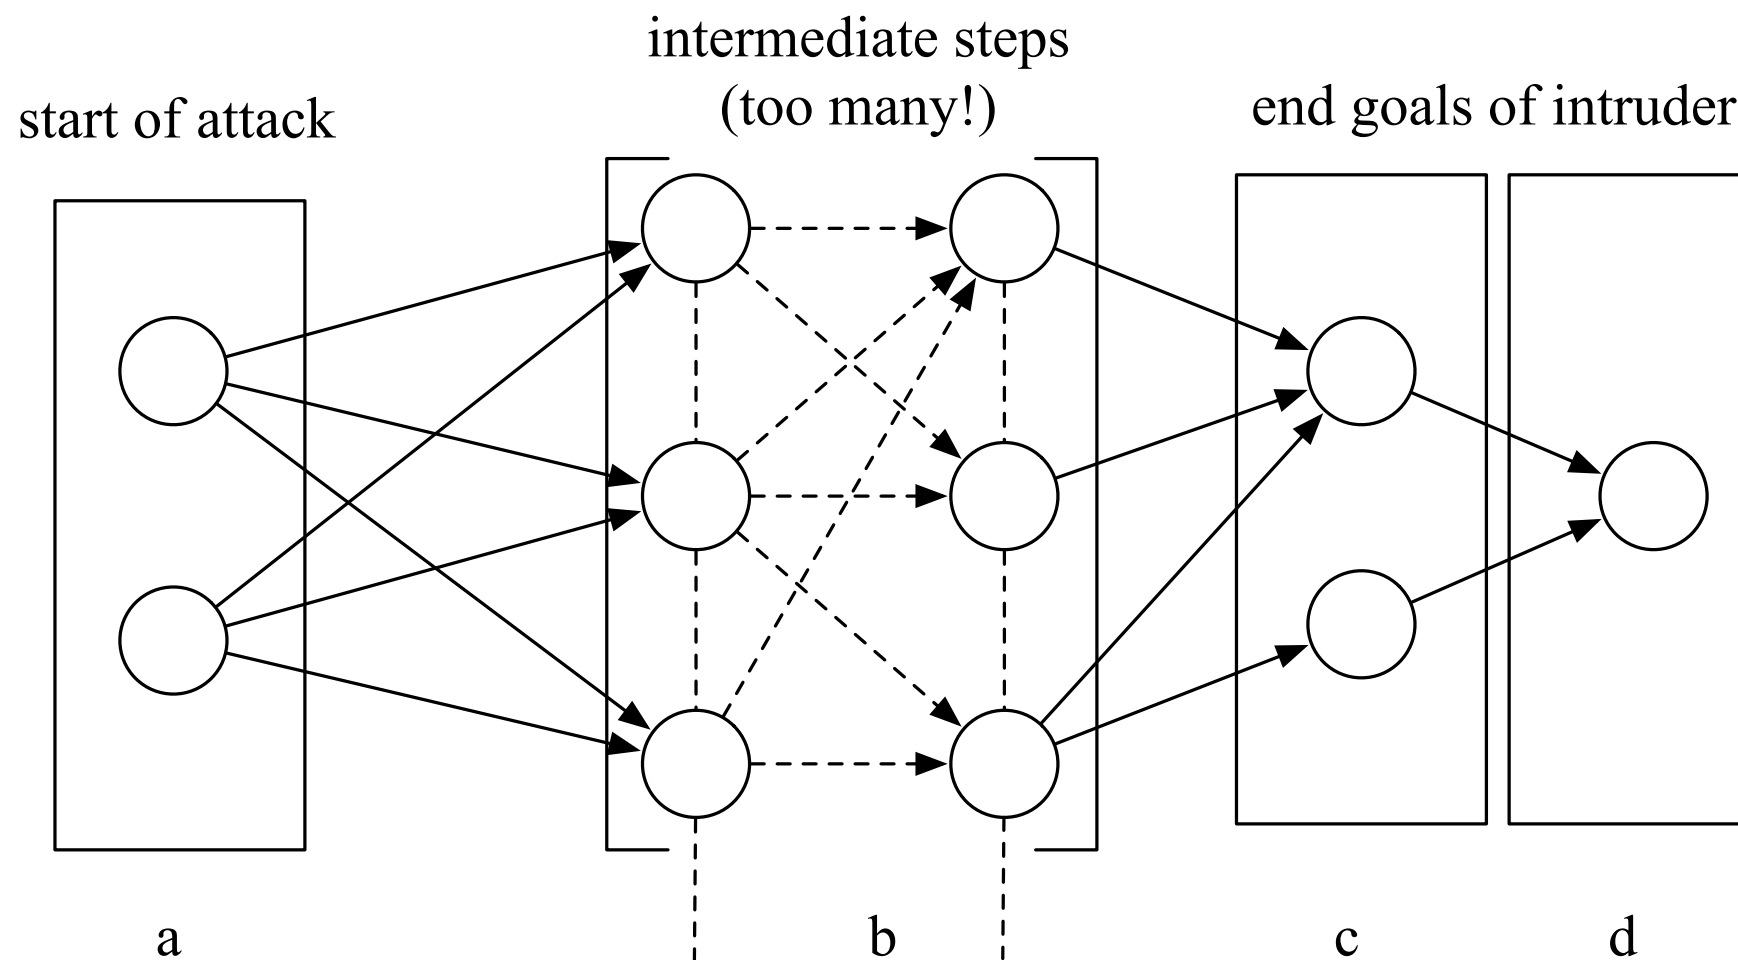 intermediate steps
(too many!)
start of attack
end goals of intruder
a
b
c
d